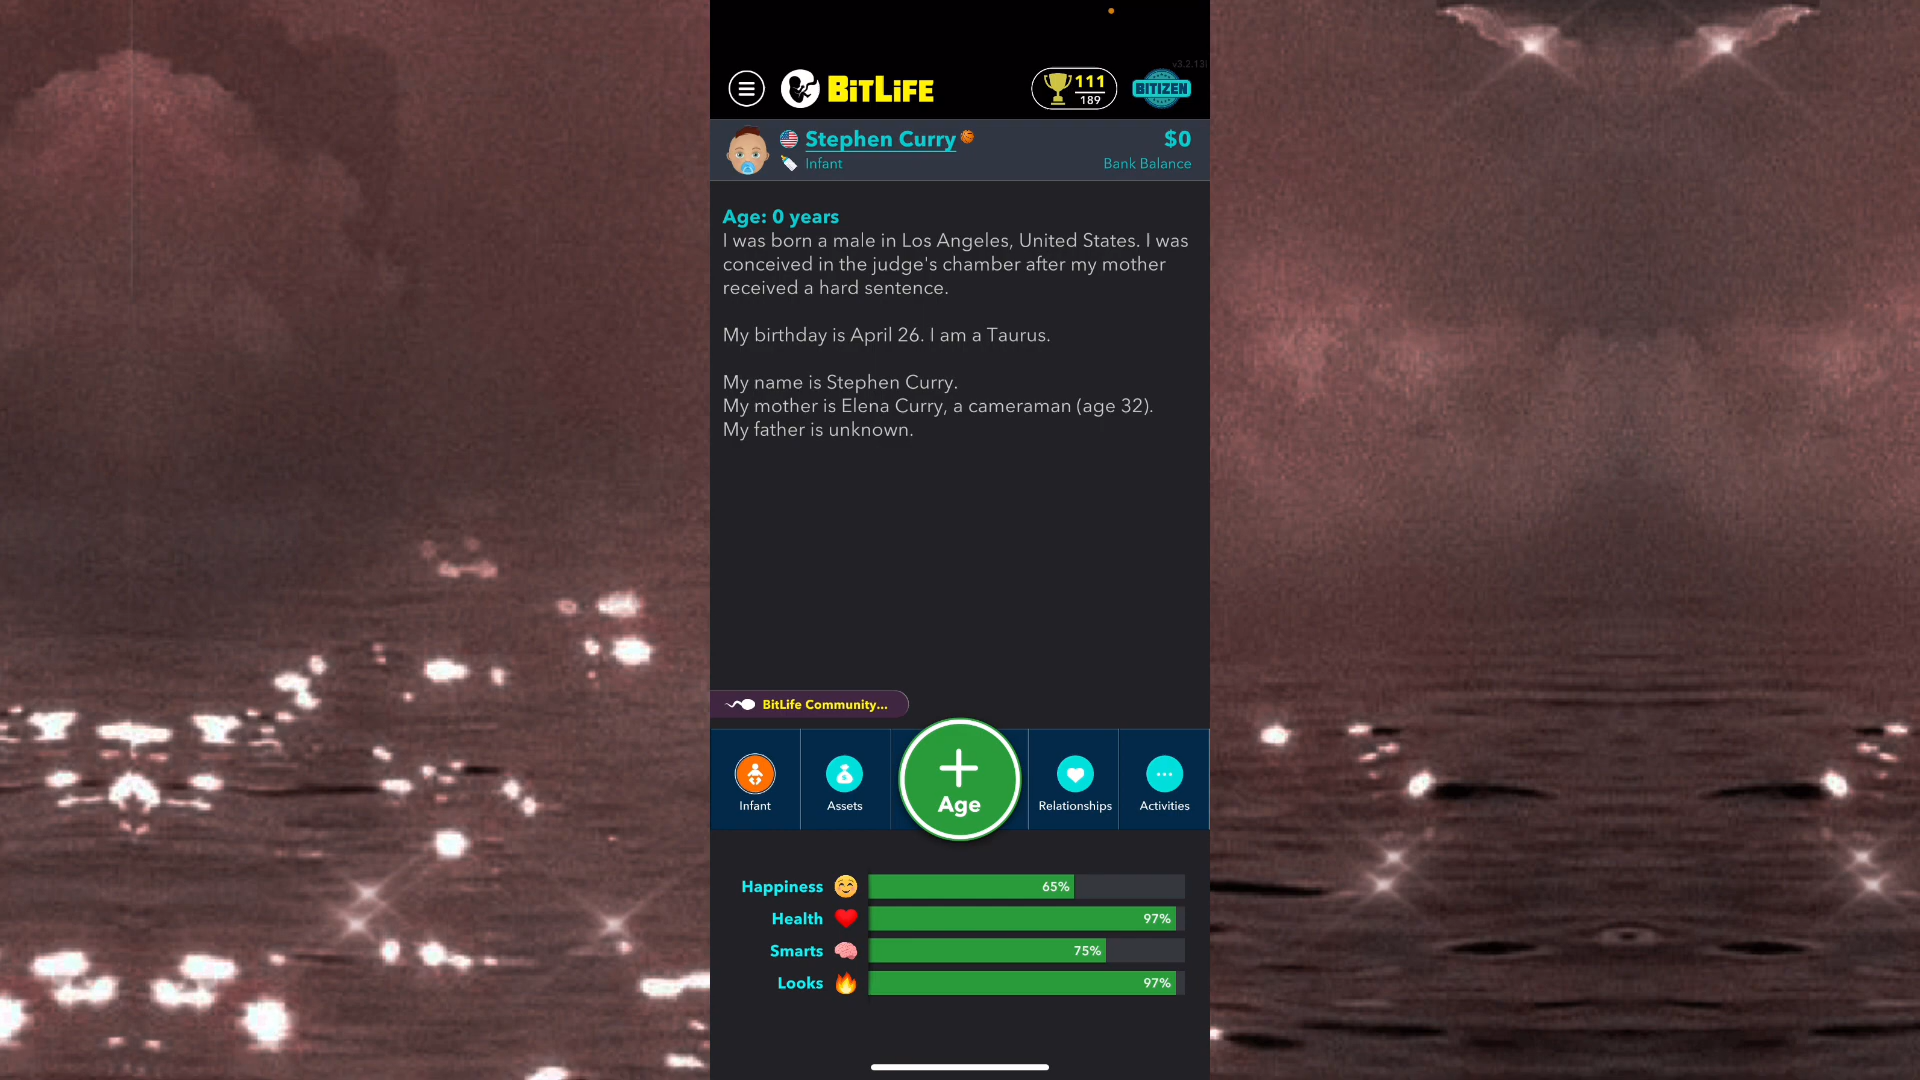 v3.2.13i
BITLIFE
111
189
BITIZEN
Stephen Curry
$0
Infant
Bank Balance
Age: 0 years
I was born a male in Los Angeles, United States. I was
conceived in the judge's chamber after my mother
received a hard sentence.
My birthday is April 26. I am a Taurus.
My name is Stephen Curry.
My mother is Elena Curry, a cameraman (age 32).
My father is unknown.
BitLife Community...
Infant
Assets
Age
Relationships
Activities
Happiness 65%
Health 97%
Smarts 75%
Looks 97%